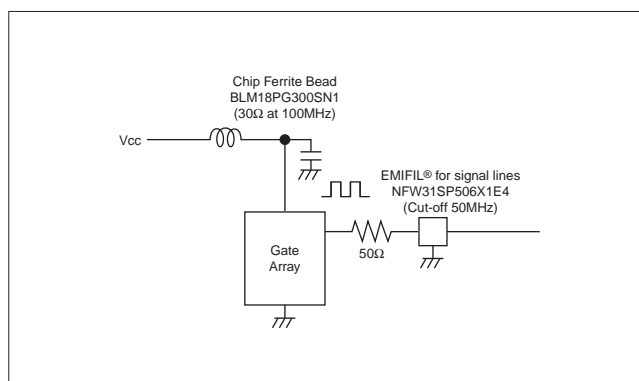 Chip Ferrite Bead
BLM18PG300SN1
(30Ω at 100MHz)
Vcc
EMIFIL® for signal lines
NFW31SP506X1E4
(Cut-off 50MHz)
50Ω
Gate
Array